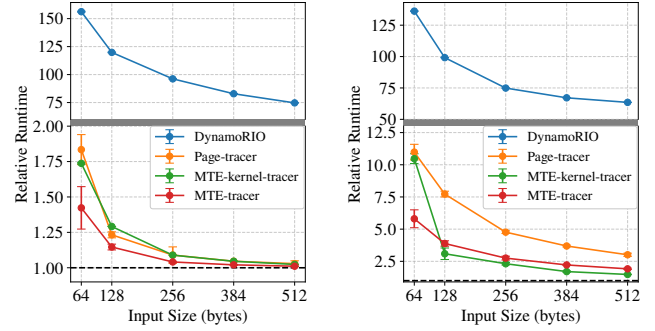 150
125
100
75
2.00
1.75
1.50
1.25
1.00
Relative Runtime
DynamoRIO
Page-tracer
MTE-kernel-tracer
MTE-tracer
64 128 256 384 512
Input Size (bytes)
125
100
75
50
12.5
10.0
7.5
5.0
2.5
Relative Runtime
DynamoRIO
Page-tracer
MTE-kernel-tracer
MTE-tracer
64 128 256 384 512
Input Size (bytes)